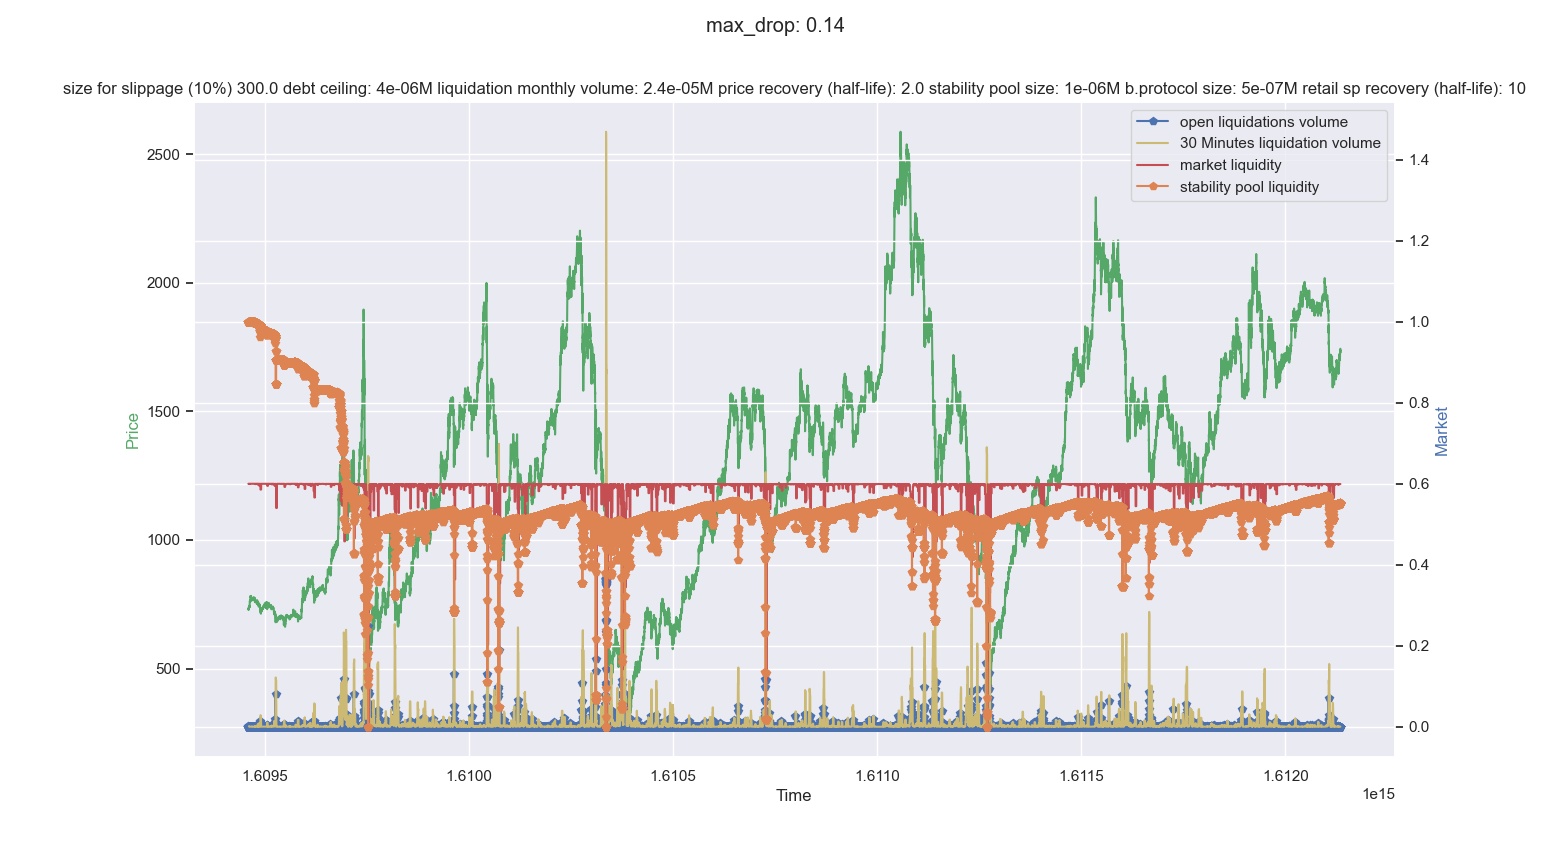 max_drop: 0.14
size for slippage (10%) 300.0 debt ceiling: 4e-06M liquidation monthly volume: 2.4e-05M price recovery (half-life): 2.0 stability pool size: 1e-06M b.protocol size: 5e-07M retail sp recovery (half-life): 10
open liquidations volume
30 Minutes liquidation volume
market liquidity
stability pool liquidity
2500
2000
1500
1000
500
Price
1.4
1.2
1.0
0.8
0.6
0.4
0.2
0.0
Market
1.6095 1.6100 1.6105 1.6110 1.6115 1.6120
Time
1e15